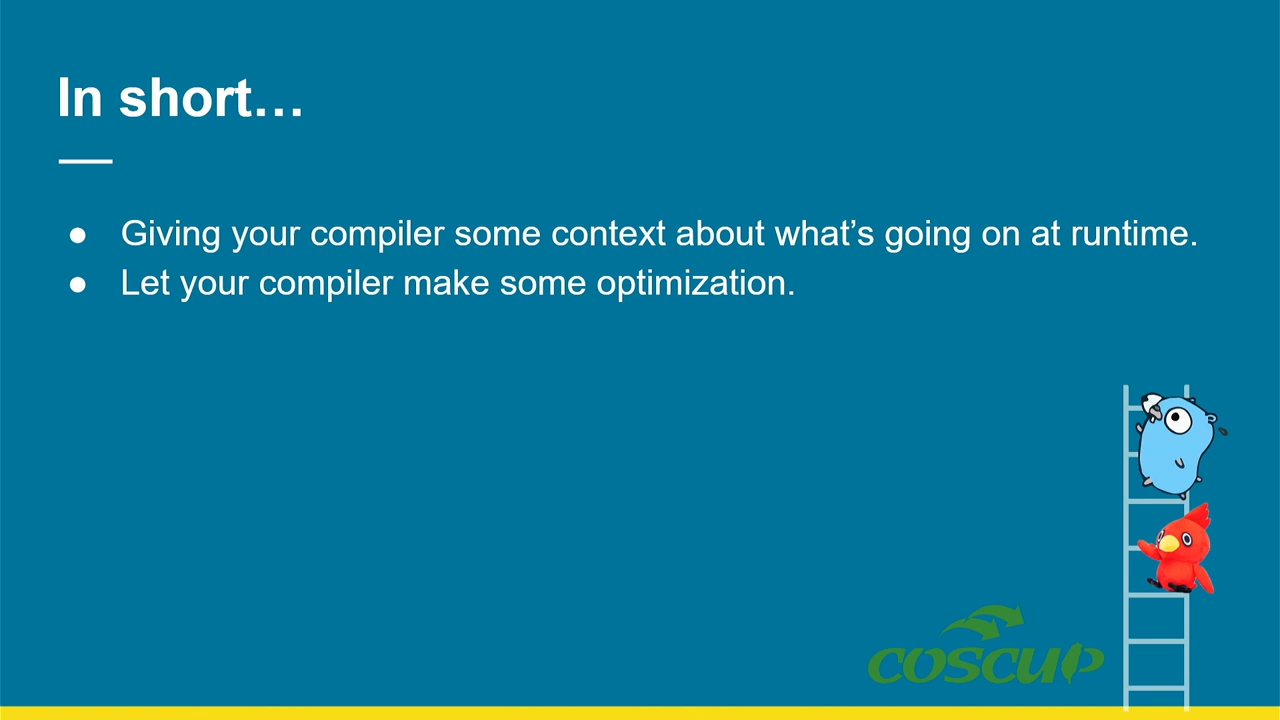 In short…
● Giving your compiler some context about what’s going on at runtime.
● Let your compiler make some optimization.
COSCUP